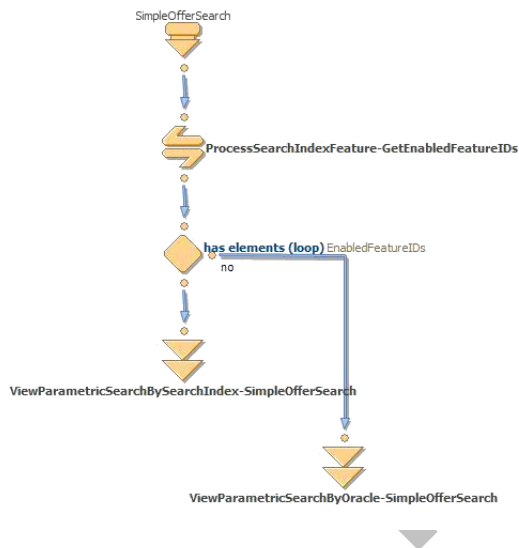 SimpleOfferSearch
ProcessSearchIndexFeature-GetEnabledFeatureIDs
has elements (loop) EnabledFeatureIDs
no
ViewParametricSearchBySearchIndex-SimpleOfferSearch
ViewParametricSearchByOracle-SimpleOfferSearch